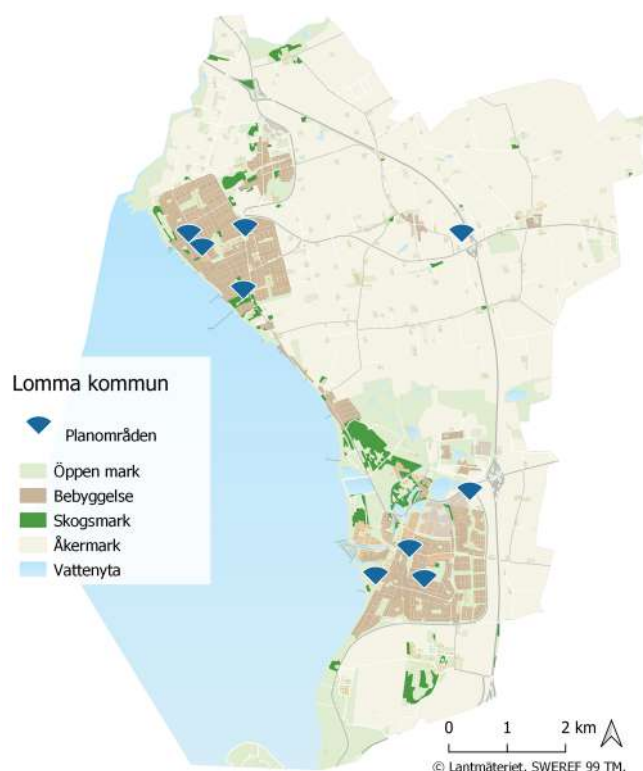 Lomma kommun
Planområden
Öppen mark
Bebyggelse
Skogsmark
Åkermark
Vattenyta
0 1 2 km
© Lantmäteriet, SWEREF 99 TM.